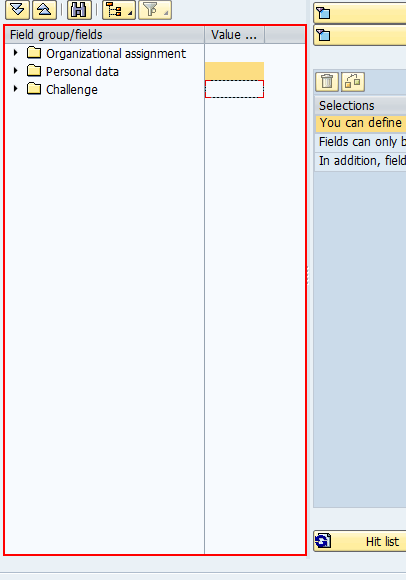 Field group/fields
Value ...
Organizational assignment
Personal data
Challenge
Selections
You can define
Fields can only b
In addition, field
Hit list